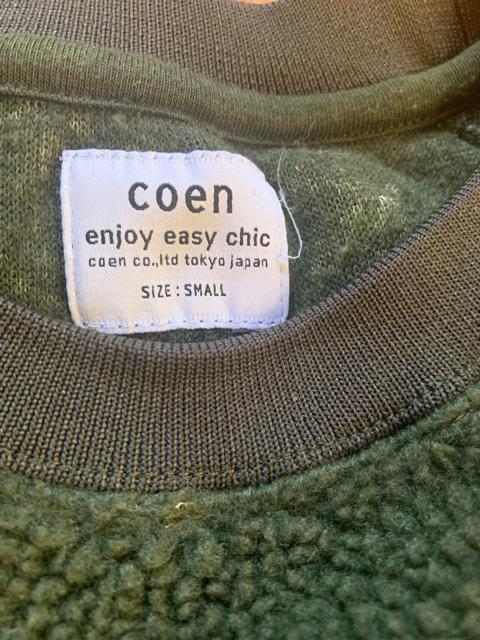 coen
enjoy easy chic
coen co.,ltd tokyo japan
SIZE : SMALL